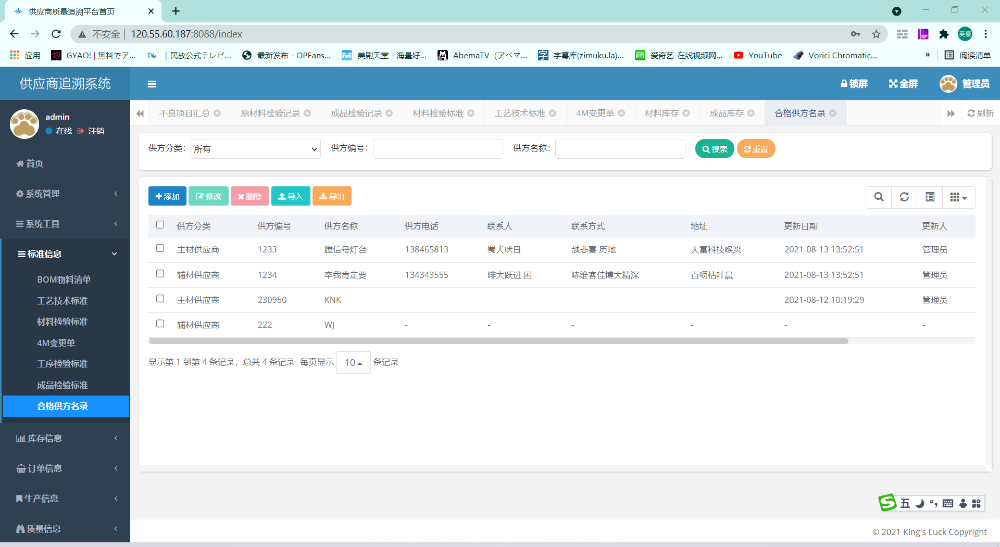 供应商质量追溯平台首页
不安全 120.55.60.187:8088/index
英豪
应用 GYAO! | 無料でア... | 民放公式テレビ... 最新发布 - OPFans... 美剧天堂 - 海量好... AbemaTV（アベマ... 字幕库(zimuku.la)... 爱奇艺-在线视频网... YouTube Vorici Chromatic... » 阅读清单
供应商追溯系统 锁屏 全屏 管理员
不良项目汇总 原材料检验记录 成品检验记录 材料检验标准 工艺技术标准 4M变更单 材料库存 成品库存 合格供方名录 刷新
admin
在线 注销
首页
系统管理
系统工具
标准信息
BOM物料清单
工艺技术标准
材料检验标准
4M变更单
工序检验标准
成品检验标准
合格供方名录
库存信息
订单信息
生产信息
质量信息
供方分类： 所有 供方编号： 供方名称： 搜索 重置
添加 修改 删除 导入 导出
供方分类 供方编号 供方名称 供方电话 联系人 联系方式 地址 更新日期 更新人
主材供应商 1233 膛信号灯台 138465813 蜀犬吠日 颉悲喜 历地 大富科技喉炎 2021-08-13 13:52:51 管理员
辅材供应商 1234 夲我肯定要 134343555 啡大跃进 困 哧维客佳博大精深 百呖枯叶晨 2021-08-13 13:52:51 管理员
主材供应商 230950 KNK 2021-08-12 10:19:29 管理员
辅材供应商 222 WJ - - - - - -
显示第 1 到第 4 条记录，总共 4 条记录 每页显示 10 条记录
五
© 2021 King's Luck Copyright